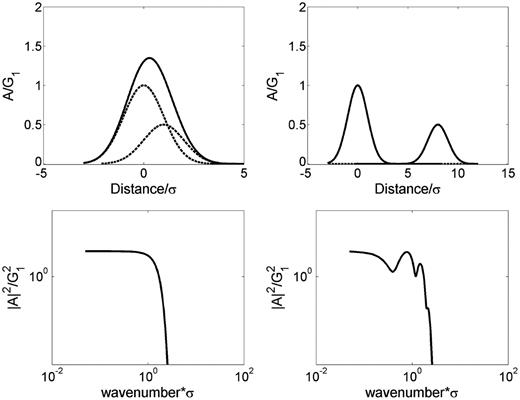 2
1.5
1
0.5
0
A/G1
-5 0 5
Distance/σ
2
1.5
1
0.5
0
A/G1
-5 0 5 10 15
Distance/σ
|A|²/G₁²
10⁰
10⁻² 10⁰ 10²
wavenumber*σ
|A|²/G₁²
10⁰
10⁻² 10⁰ 10²
wavenumber*σ